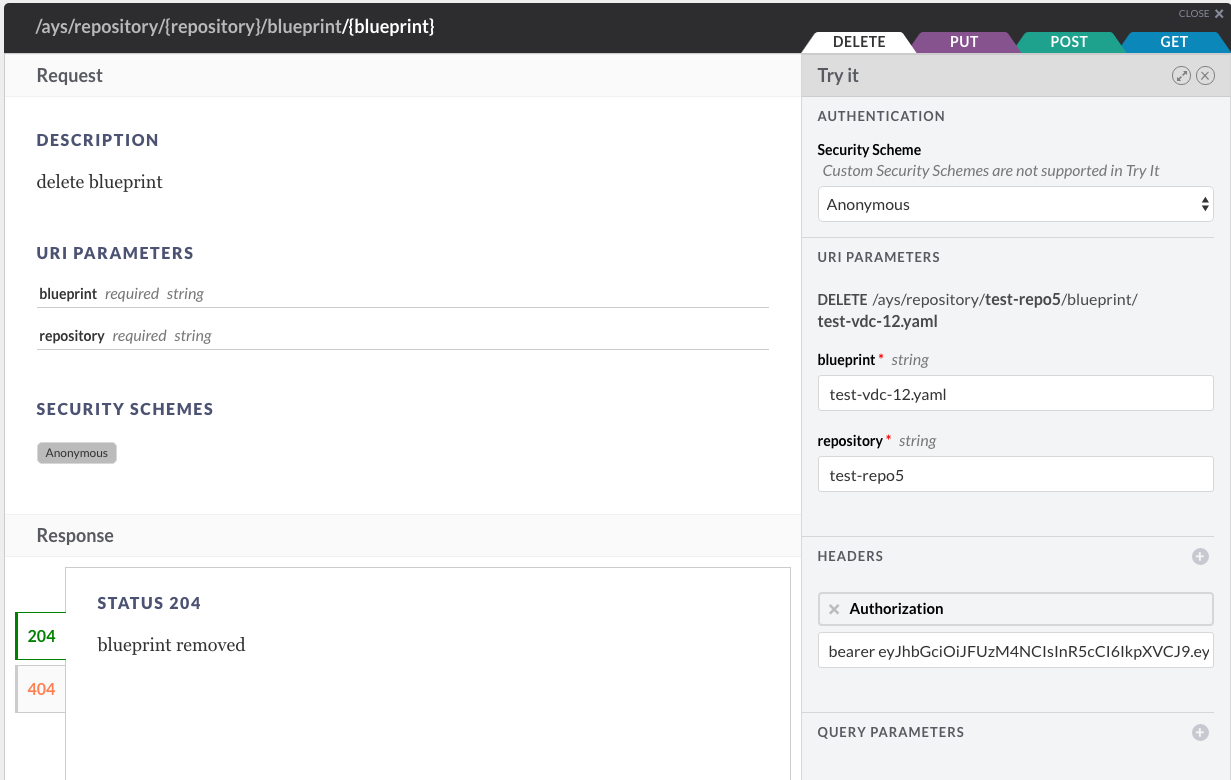 /ays/repository/{repository}/blueprint/{blueprint}
CLOSE ×
DELETE PUT POST GET
Request
DESCRIPTION
delete blueprint
URI PARAMETERS
blueprint required string
repository required string
SECURITY SCHEMES
Anonymous
Response
204
404
STATUS 204
blueprint removed
Try it
AUTHENTICATION
Security Scheme
Custom Security Schemes are not supported in Try It
Anonymous
URI PARAMETERS
DELETE /ays/repository/test-repo5/blueprint/
test-vdc-12.yaml
blueprint * string
test-vdc-12.yaml
repository * string
test-repo5
HEADERS
Authorization
bearer eyJhbGciOiJFUzM4NCIsInR5cCI6IkpXVCJ9.ey
QUERY PARAMETERS